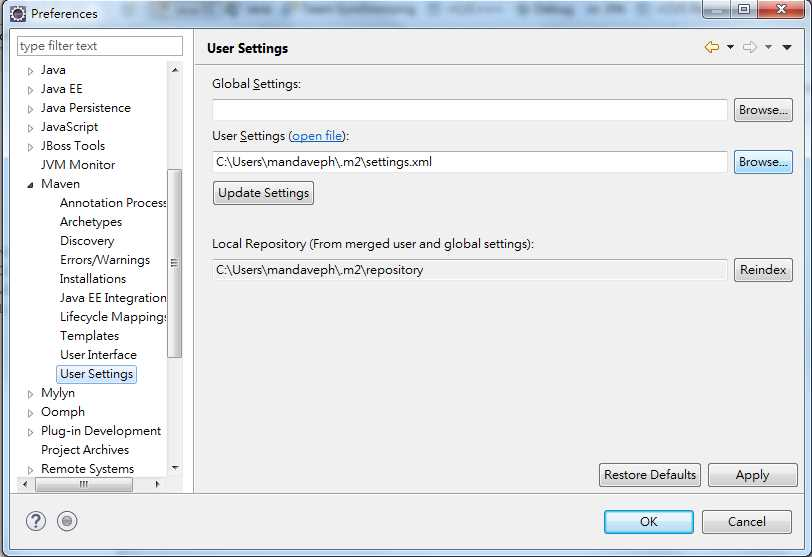 Preferences
type filter text
Java
Java EE
Java Persistence
JavaScript
JBoss Tools
JVM Monitor
Maven
Annotation Process
Archetypes
Discovery
Errors/Warnings
Installations
Java EE Integration
Lifecycle Mappings
Templates
User Interface
User Settings
Mylyn
Oomph
Plug-in Development
Project Archives
Remote Systems
User Settings
Global Settings:
Browse...
User Settings (open file):
C:\Users\mandaveph\.m2\settings.xml
Browse...
Update Settings
Local Repository (From merged user and global settings):
C:\Users\mandaveph\.m2\repository
Reindex
Restore Defaults
Apply
?
OK
Cancel